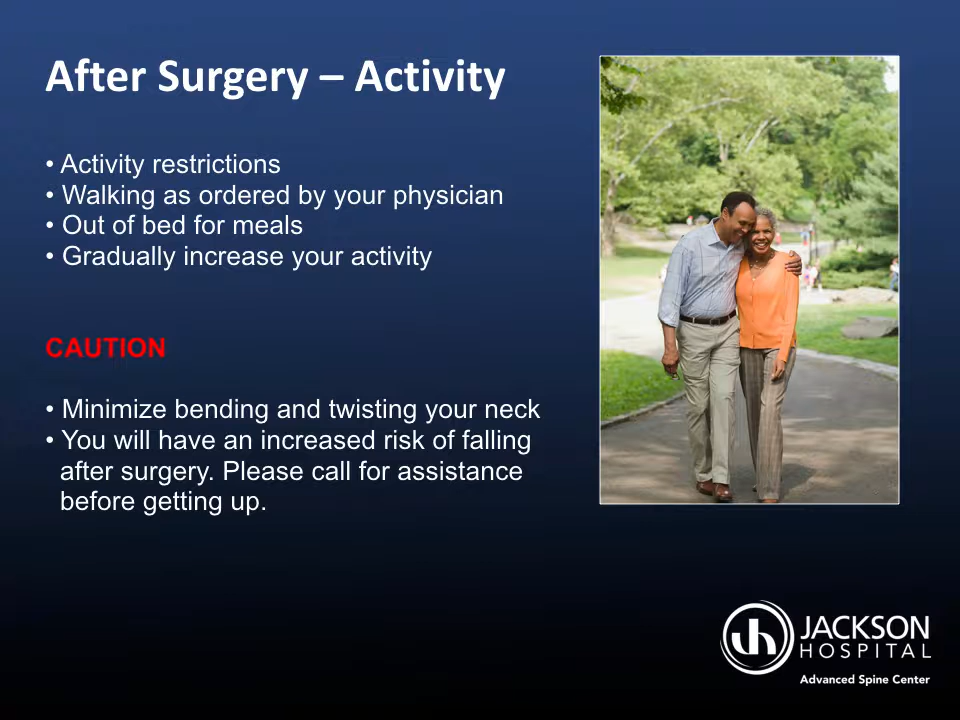 After Surgery – Activity
• Activity restrictions
• Walking as ordered by your physician
• Out of bed for meals
• Gradually increase your activity
CAUTION
• Minimize bending and twisting your neck
• You will have an increased risk of falling
after surgery. Please call for assistance
before getting up.
jh JACKSON
HOSPITAL
Advanced Spine Center